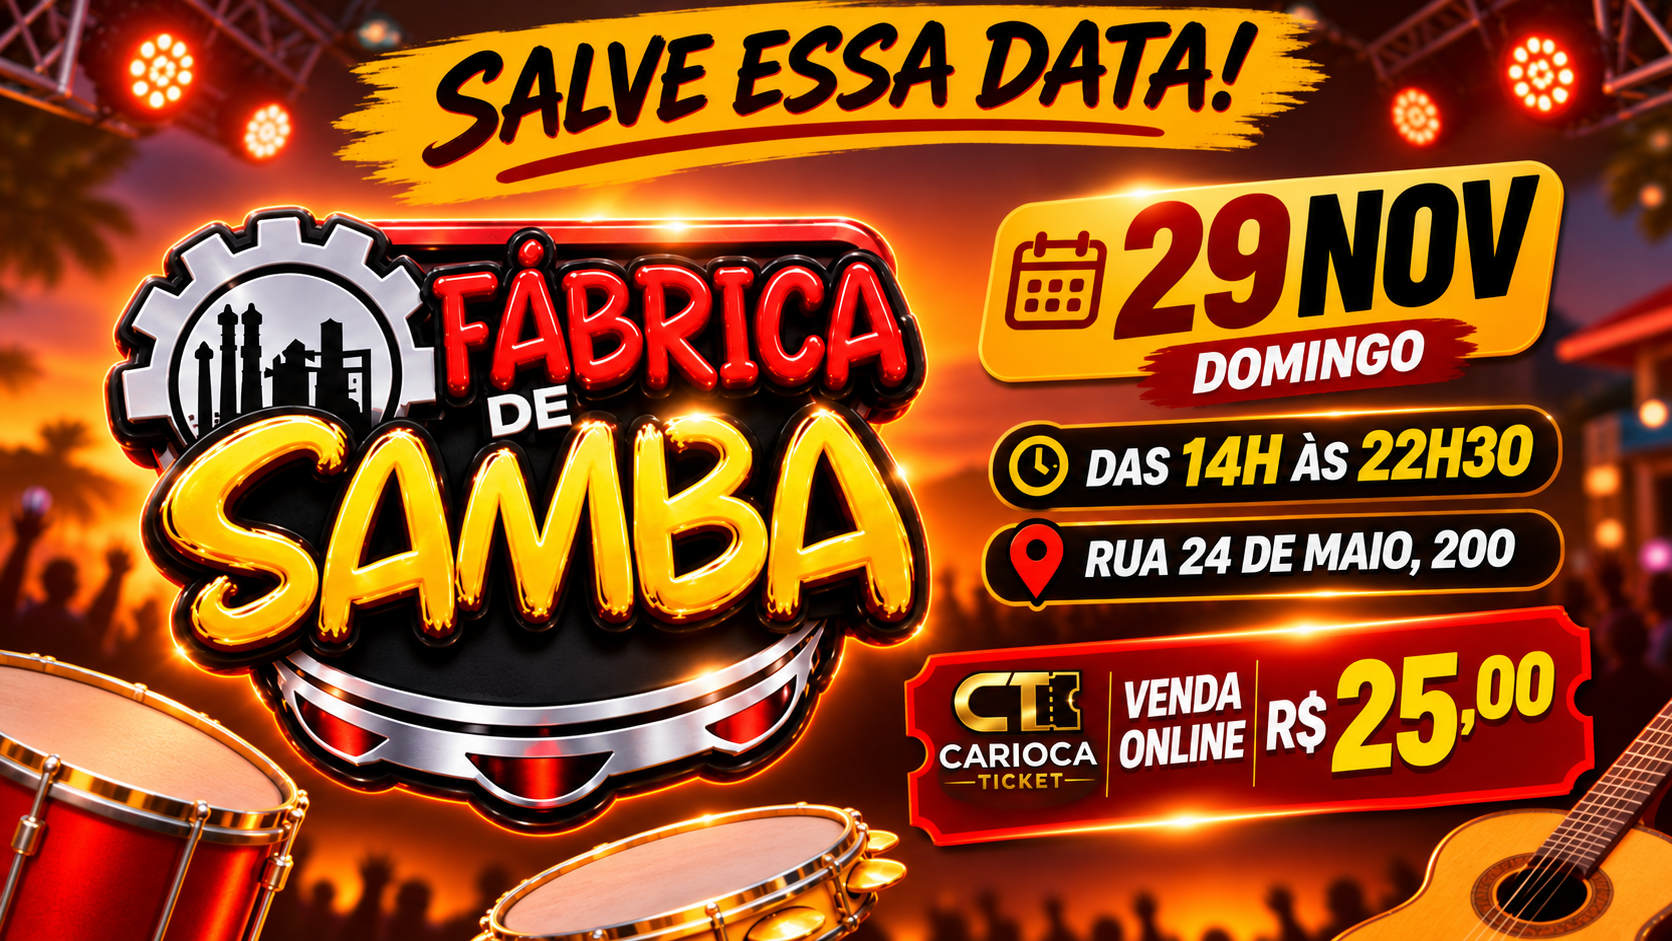 SALVE ESSA DATA!
FÁBRICA
DE
SAMBA
29 NOV
DOMINGO
DAS 14H ÀS 22H30
RUA 24 DE MAIO, 200
CT
CARIOCA
TICKET
VENDA
ONLINE
R$ 25,00